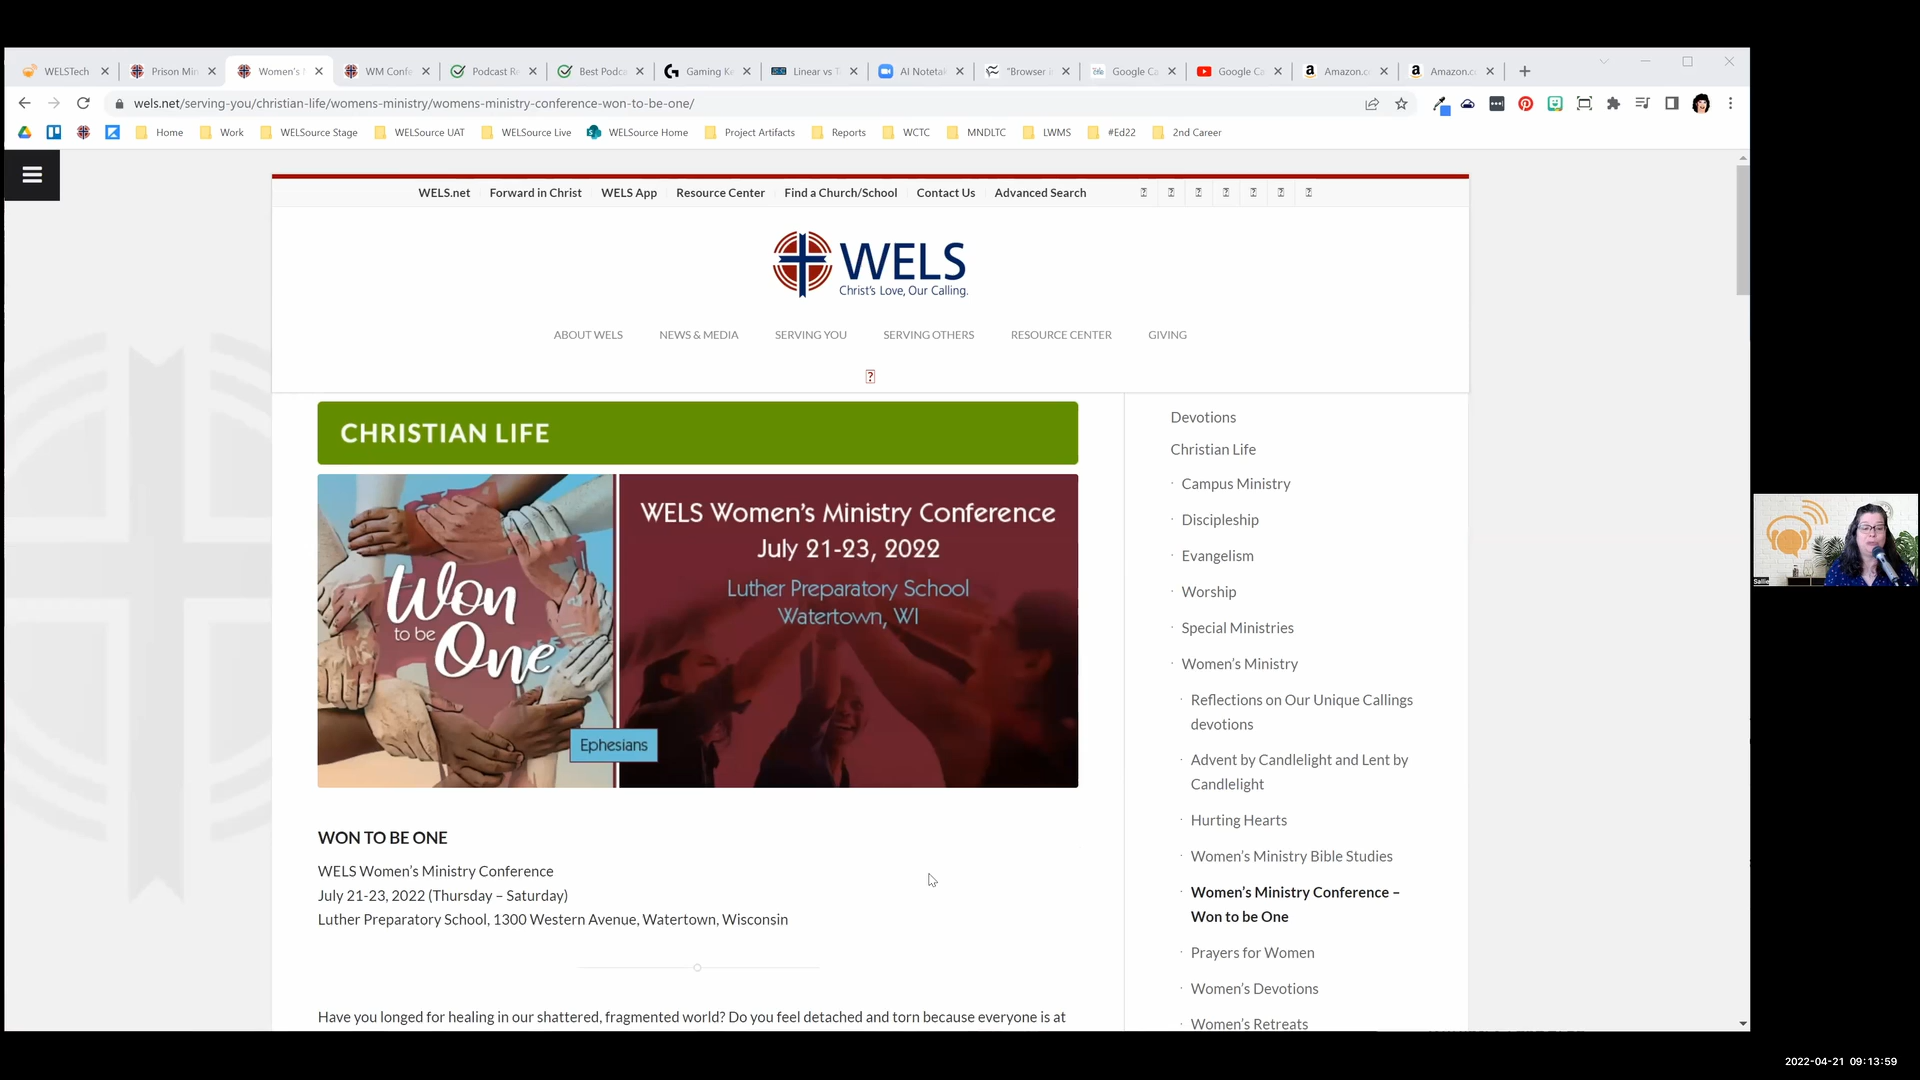 WELSTech
Prison Min
Women's
WM Confe
Podcast R
Best Podca
Gaming Ke
Linear vs T
AI Notetal
"Browser i
Google Ca
Google Ca
Amazon.c
Amazon.c
wels.net/serving-you/christian-life/womens-ministry/womens-ministry-conference-won-to-be-one/
Home
Work
WELSource Stage
WELSource UAT
WELSource Live
WELSource Home
Project Artifacts
Reports
WCTC
MNDLTC
LWMS
#Ed22
2nd Career
WELS.net
Forward in Christ
WELS App
Resource Center
Find a Church/School
Contact Us
Advanced Search
WELS
Christ's Love, Our Calling.
ABOUT WELS
NEWS & MEDIA
SERVING YOU
SERVING OTHERS
RESOURCE CENTER
GIVING
CHRISTIAN LIFE
Won
to be
One
Ephesians
WELS Women's Ministry Conference
July 21-23, 2022
Luther Preparatory School
Watertown, WI
WON TO BE ONE
WELS Women's Ministry Conference
July 21-23, 2022 (Thursday – Saturday)
Luther Preparatory School, 1300 Western Avenue, Watertown, Wisconsin
Have you longed for healing in our shattered, fragmented world? Do you feel detached and torn because everyone is at
Devotions
Christian Life
Campus Ministry
Discipleship
Evangelism
Worship
Special Ministries
Women's Ministry
Reflections on Our Unique Callings
devotions
Advent by Candlelight and Lent by
Candlelight
Hurting Hearts
Women's Ministry Bible Studies
Women's Ministry Conference –
Won to be One
Prayers for Women
Women's Devotions
Women's Retreats
Sallie
2022-04-21 09:13:59